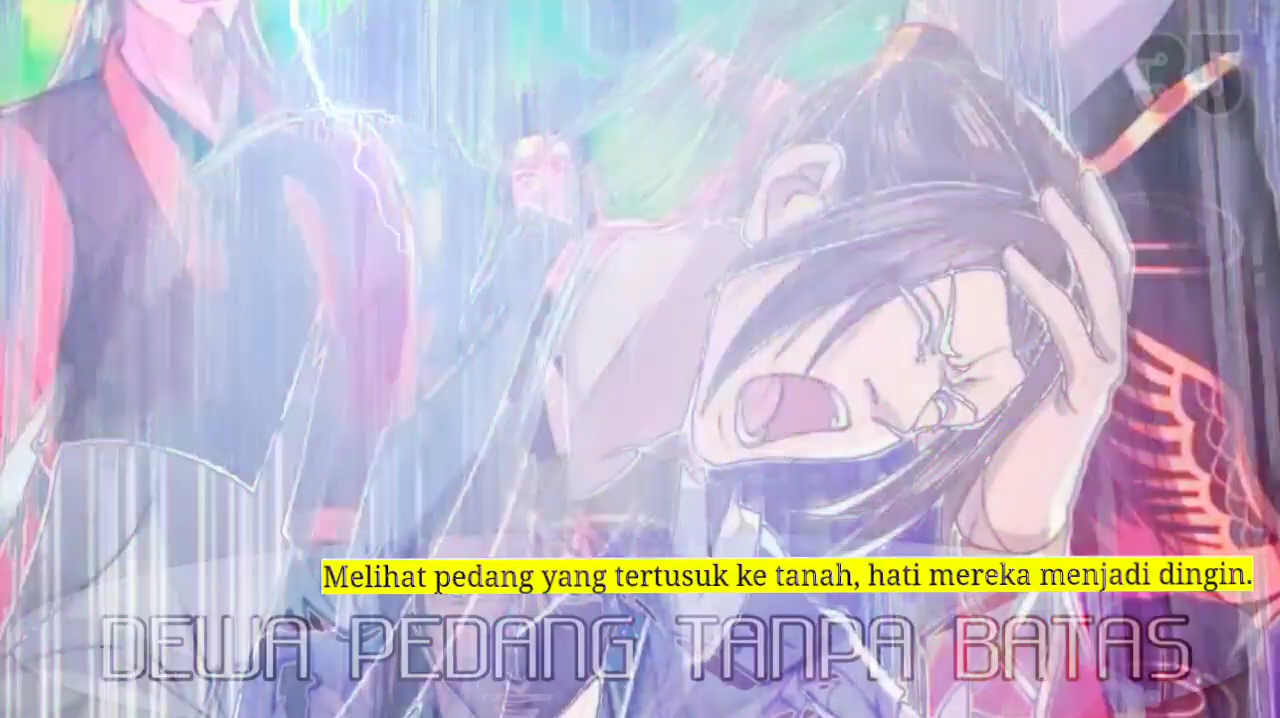 Melihat pedang yang tertusuk ke tanah, hati mereka menjadi dingin.
DEWA PEDANG TANPA BATAS